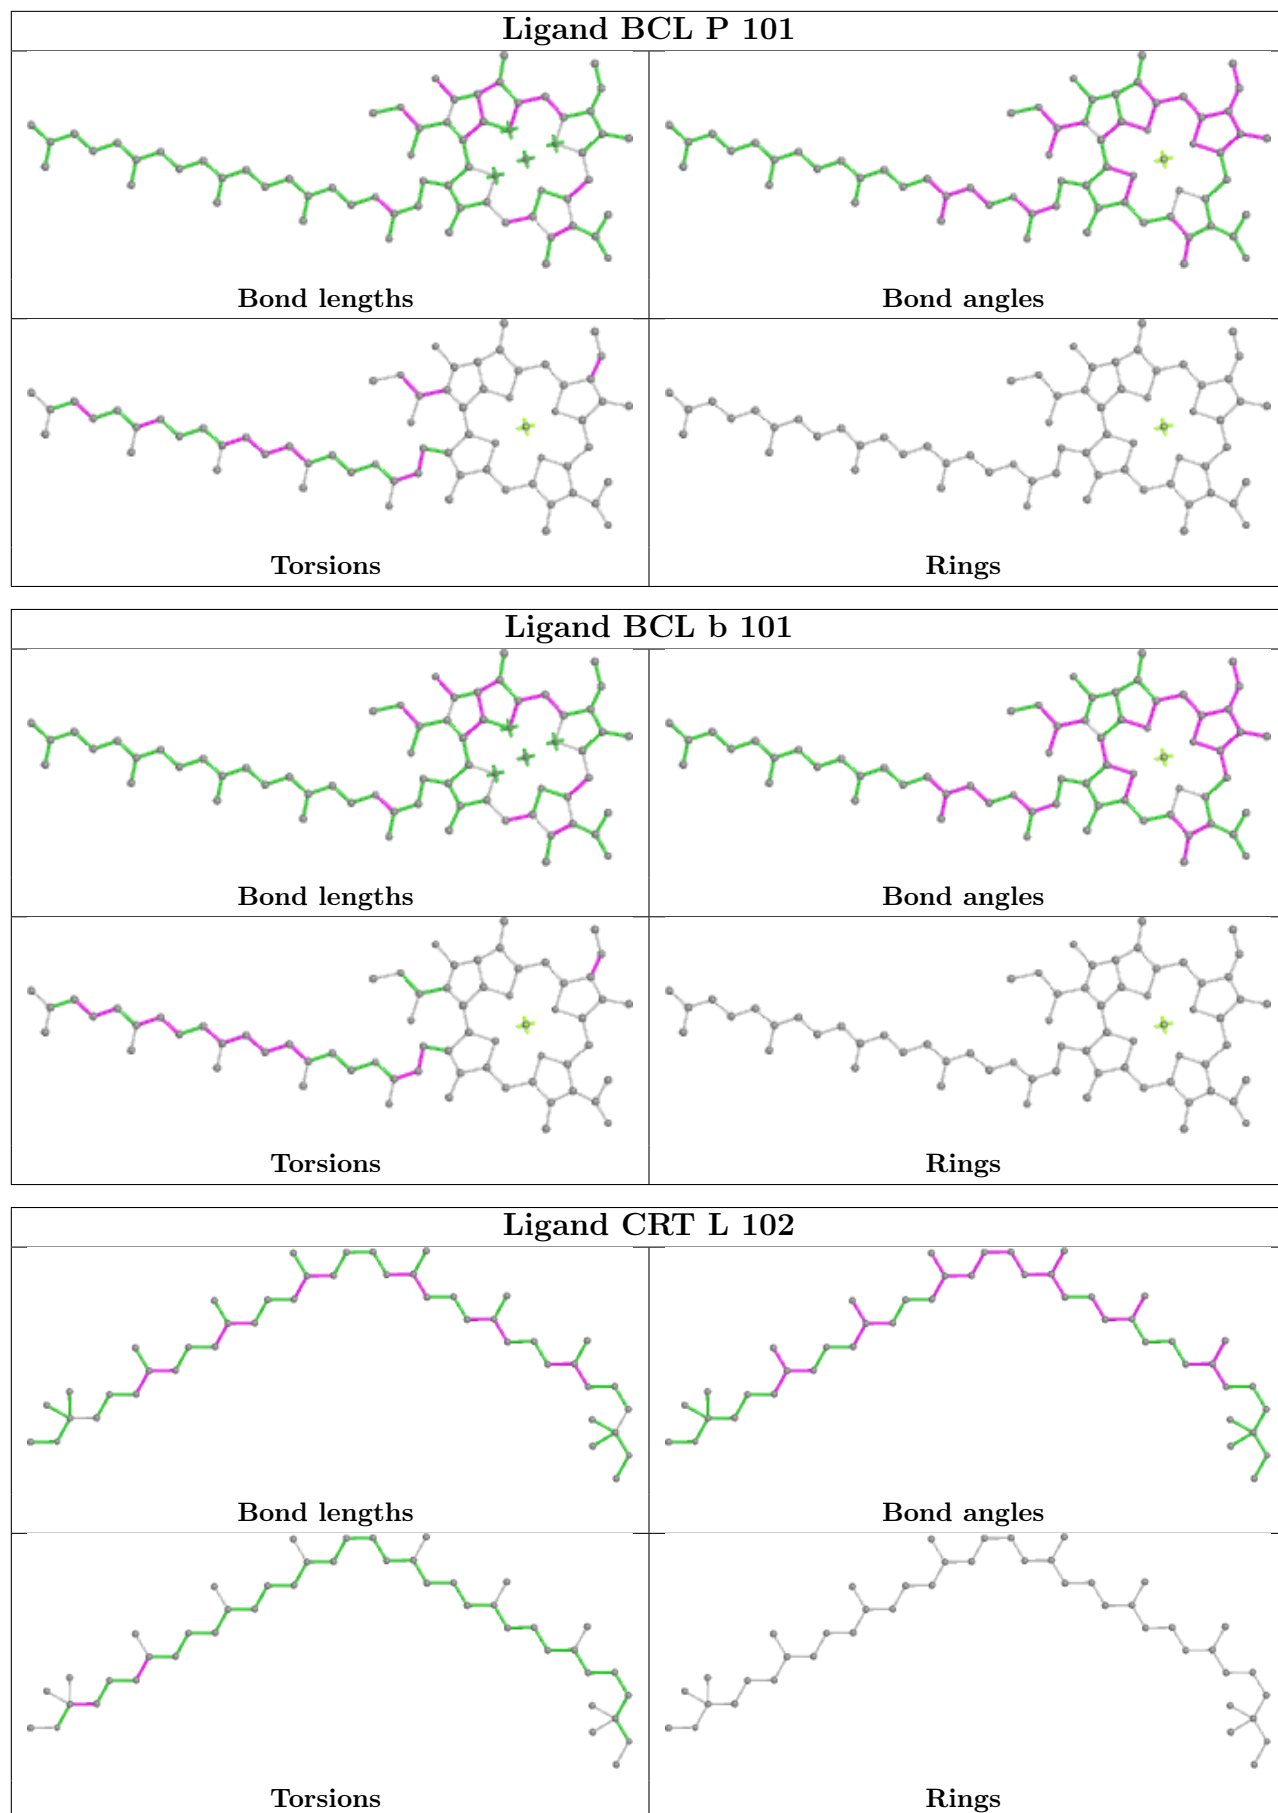 Ligand BCL P 101
Bond lengths
Bond angles
Torsions
Rings
Ligand BCL b 101
Bond lengths
Bond angles
Torsions
Rings
Ligand CRT L 102
Bond lengths
Bond angles
Torsions
Rings